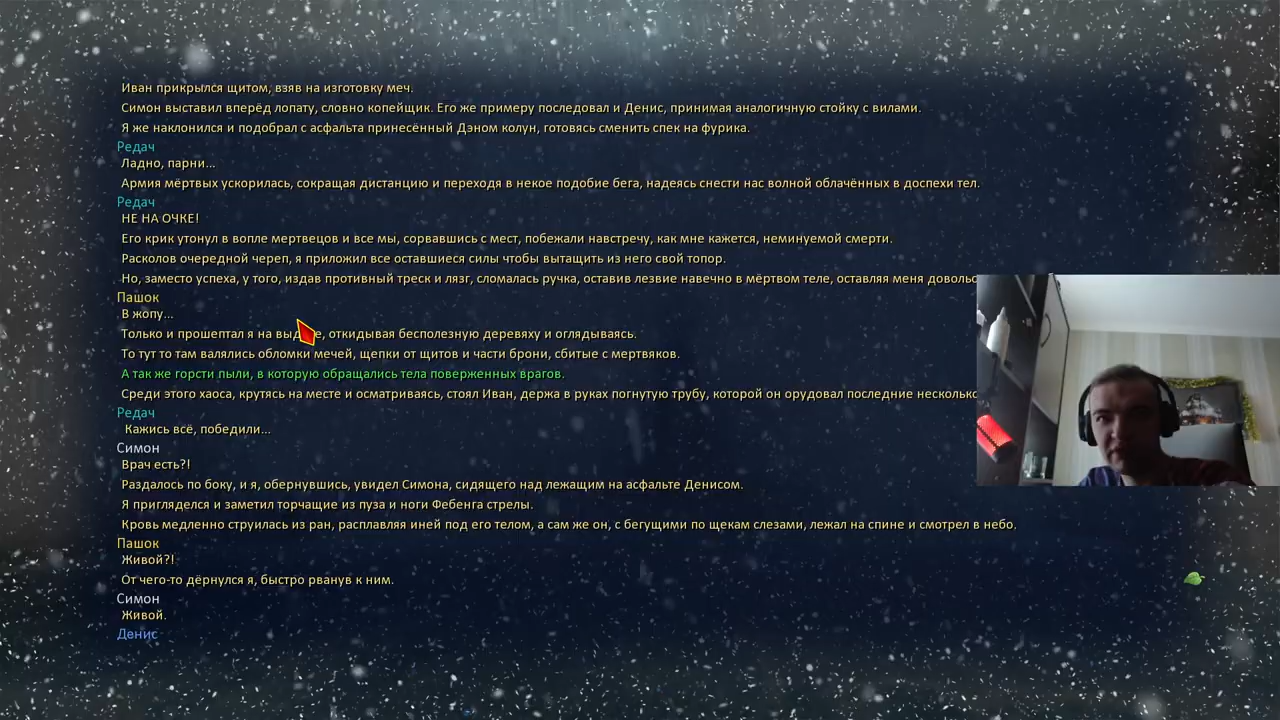 Иван прикрылся щитом, взяв на изготовку меч.
Симон выставил вперёд лопату, словно копейщик. Его же примеру последовал и Денис, принимая аналогичную стойку с вилами.
Я же наклонился и подобрал с асфальта принесённый Дэном колун, готовясь сменить спек на фурика.
Редач
Ладно, парни...
Армия мёртвых ускорилась, сокращая дистанцию и переходя в некое подобие бега, надеясь снести нас волной облачённых в доспехи тел.
Редач
НЕ НА ОЧКЕ!
Его крик утонул в вопле мертвецов и все мы, сорвавшись с мест, побежали навстречу, как мне кажется, неминуемой смерти.
Расколов очередной череп, я приложил все оставшиеся силы чтобы вытащить из него свой топор.
Но, заместо успеха, у того, издав противный треск и лязг, сломалась ручка, оставив лезвие навечно в мёртвом теле, оставляя меня
Пашок
В жопу...
Только и прошептал я на откидывая бесполезную деревяху и оглядываясь.
То тут то там валялись обломки мечей, щепки от щитов и части брони, сбитые с мертвяков.
А так же горсти пыли, в которую обращались тела поверженных врагов.
Среди этого хаоса, крутясь на месте и осматриваясь, стоял Иван, держа в руках погнутую трубу, которой он орудовал последние
Редач
Кажись всё, победили...
Симон
Врач есть?!
Раздалось по боку, и я, обернувшись, увидел Симона, сидящего над лежащим на асфальте Денисом.
Я пригляделся и заметил торчащие из пуза и ноги Фебенга стрелы.
Кровь медленно струилась из ран, расплавляя иней под его телом, а сам же он, с бегущими по щекам слезами, лежал на спине и смотрел в небо.
Пашок
Живой?!
От чего-то дёрнулся я, быстро рванув к ним.
Симон
Живой.
Денис